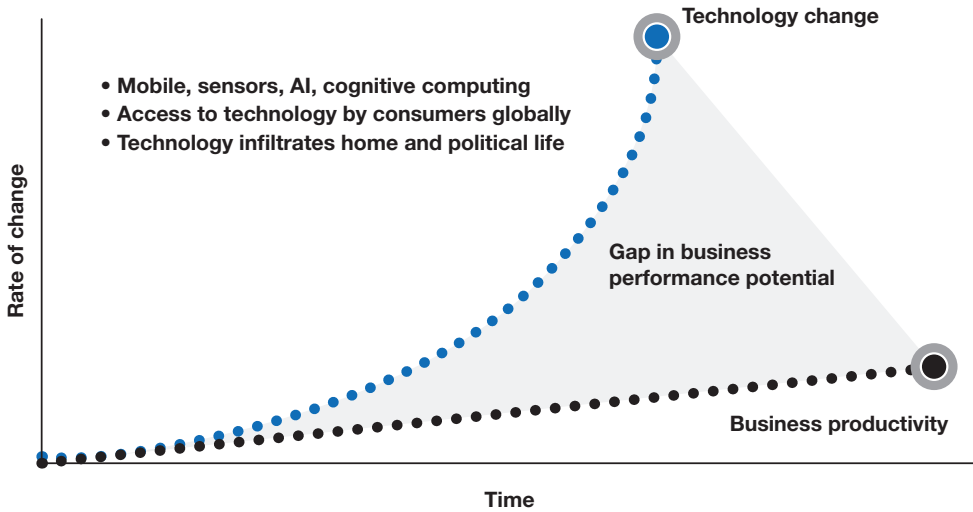 Technology change
• Mobile, sensors, AI, cognitive computing
• Access to technology by consumers globally
• Technology infiltrates home and political life
Rate of change
Gap in business
performance potential
Business productivity
Time